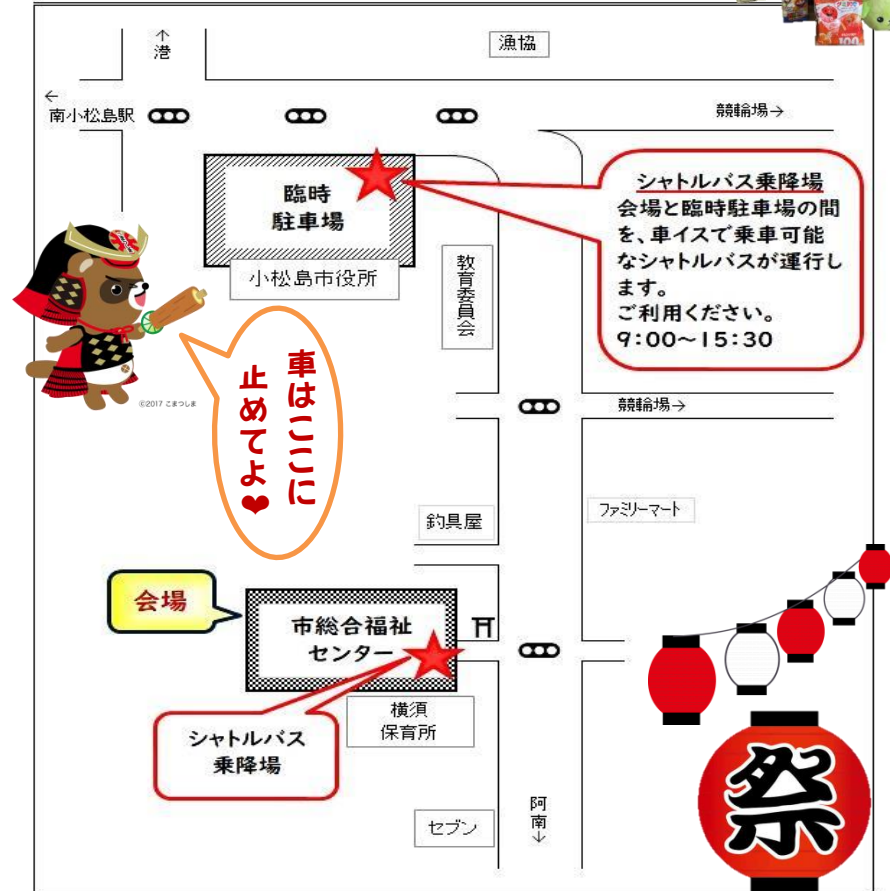 ↑
港
漁協
←
南小松島駅
競輪場→
臨時
駐車場
シャトルバス乗降場
会場と臨時駐車場の間
を、車イスで乗車可能
なシャトルバスが運行し
ます。
ご利用ください。
9:00~15:30
小松島市役所
教育委員会
車はここに
止めてよ❤
©2017 こまつしま
競輪場→
釣具屋
ファミリーマート
会場
市総合福祉
センター
横須
保育所
シャトルバス
乗降場
セブン
阿南↓
祭
100